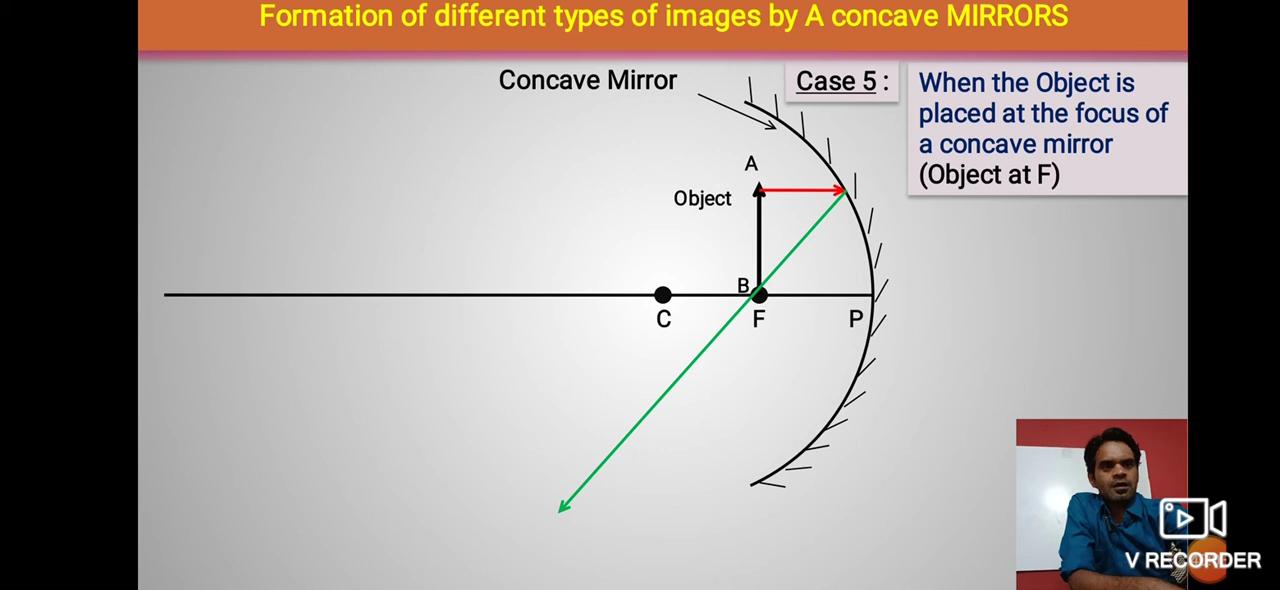 Formation of different types of images by A concave MIRRORS
Concave Mirror
Case 5 :
When the Object is
placed at the focus of
a concave mirror
(Object at F)
A
Object
B
C
F
P
V RECORDER